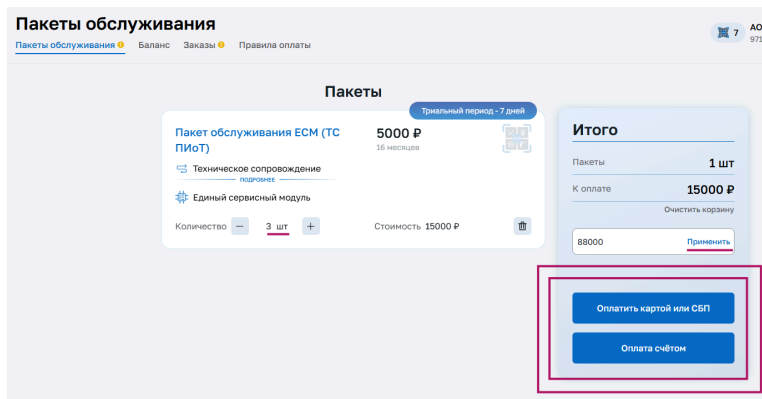 Пакеты обслуживания
Пакеты обслуживания Баланс Заказы Правила оплаты
7
АО
971
Пакеты
Триальный период - 7 дней
Пакет обслуживания ЕСМ (ТС ПИоТ)
5000 ₽
16 месяцев
Техническое сопровождение
ПОДРОБНЕЕ
Единый сервисный модуль
Количество − 3 шт +
Стоимость 15000 ₽
Итого
Пакеты 1 шт
К оплате 15000 ₽
Очистить корзину
88000 Применить
Оплатить картой или СБП
Оплата счётом